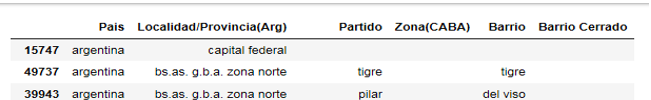 Pais Localidad/Provincia(Arg) Partido Zona(CABA) Barrio Barrio Cerrado
15747 argentina capital federal
49737 argentina bs.as. g.b.a. zona norte tigre tigre
39943 argentina bs.as. g.b.a. zona norte pilar del viso